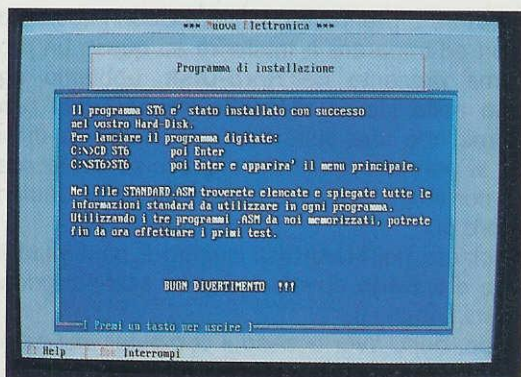 *** Nuova Elettronica ***
Programma di installazione
Il programma ST6 e' stato installato con successo
nel vostro Hard-Disk.
Per lanciare il programma digitate:
C:\>CD ST6 poi Enter
C:\ST6>ST6 poi Enter e apparira' il menu principale.
Nel file STANDARD.ASM troverete elencate e spiegate tutte le
informazioni standard da utilizzare in ogni programma.
Utilizzando i tre programmi .ASM da noi memorizzati, potrete
fin da ora effettuare i primi test.
BUON DIVERTIMENTO !!!
[ Premi un tasto per uscire ]
F1 Help Esc Interrompi